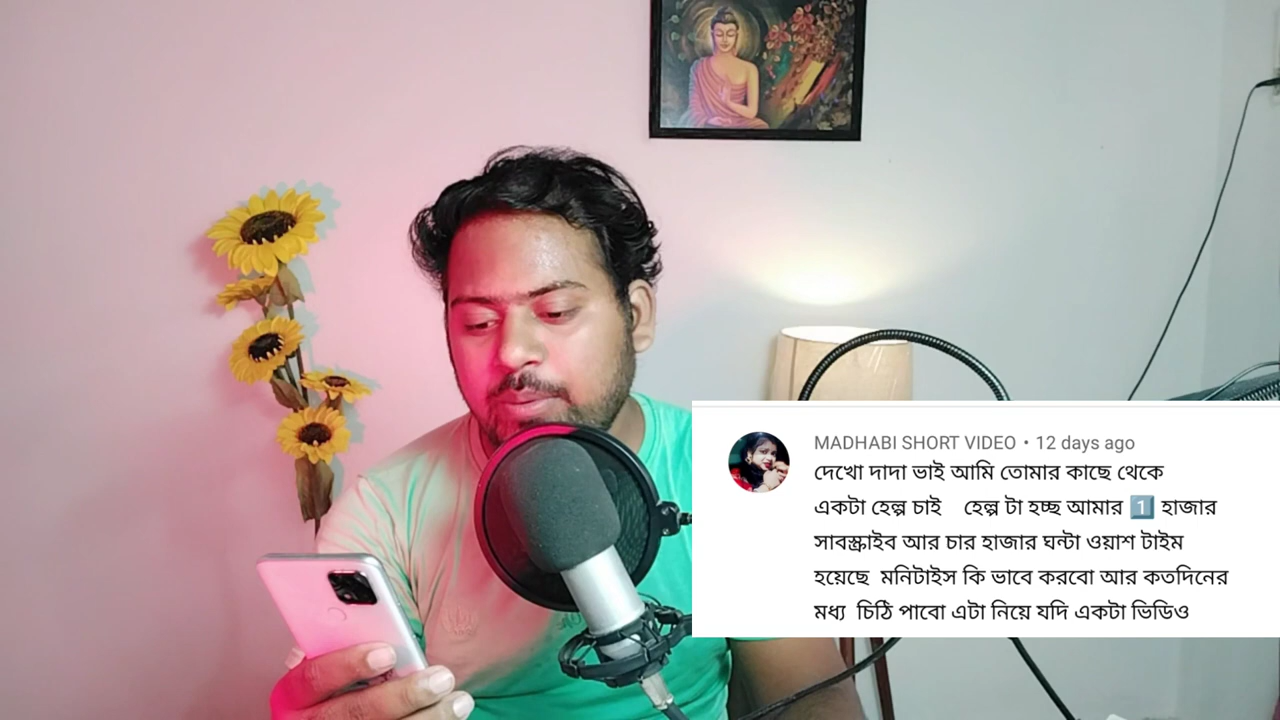 MADHABI SHORT VIDEO • 12 days ago
দেখো দাদা ভাই আমি তোমার কাছে থেকে
একটা হেল্প চাই হেল্প টা হচ্ছ আমার 1️⃣ হাজার
সাবস্ক্রাইব আর চার হাজার ঘন্টা ওয়াশ টাইম
হয়েছে মনিটাইস কি ভাবে করবো আর কতদিনের
মধ্য চিঠি পাবো এটা নিয়ে যদি একটা ভিডিও